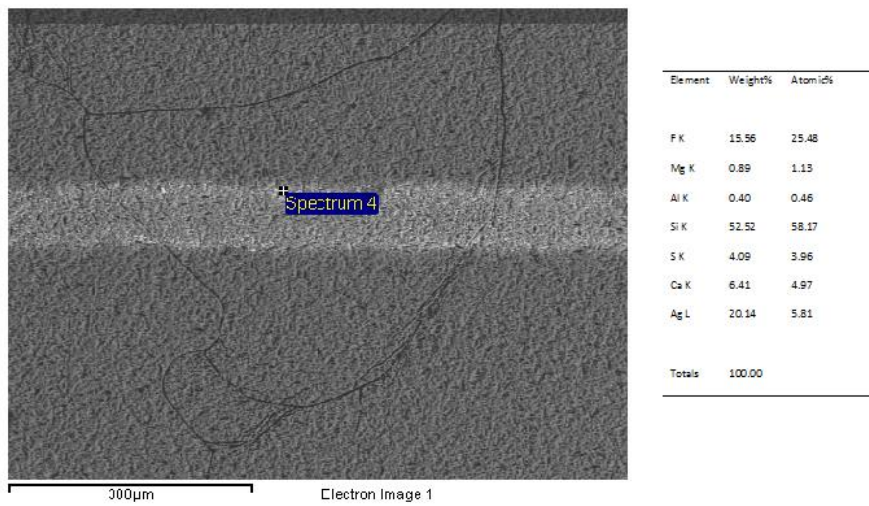 Spectrum 4
300µm
Electron Image 1
Element Weight% Atomic%
F K 15.56 25.48
Mg K 0.89 1.13
Al K 0.40 0.46
Si K 52.52 58.17
S K 4.09 3.96
Ca K 6.41 4.97
Ag L 20.14 5.81
Totals 100.00